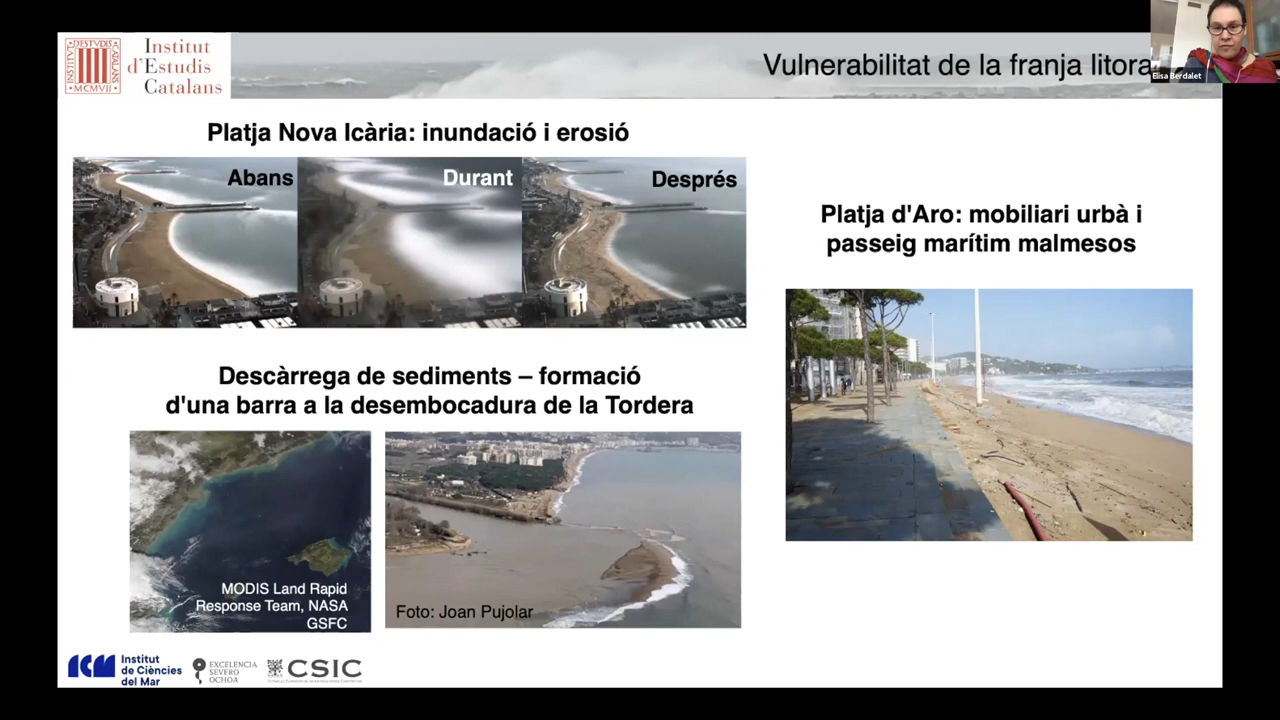 Institut
d'Estudis
Catalans
Vulnerabilitat de la franja litora
Elisa Berdalet
Platja Nova Icària: inundació i erosió
Abans
Durant
Després
Platja d'Aro: mobiliari urbà i
passeig marítim malmesos
Descàrrega de sediments – formació
d'una barra a la desembocadura de la Tordera
MODIS Land Rapid
Response Team, NASA
GSFC
Foto: Joan Pujolar
ICM
Institut
de Ciències
del Mar
EXCELENCIA
SEVERO
OCHOA
CSIC